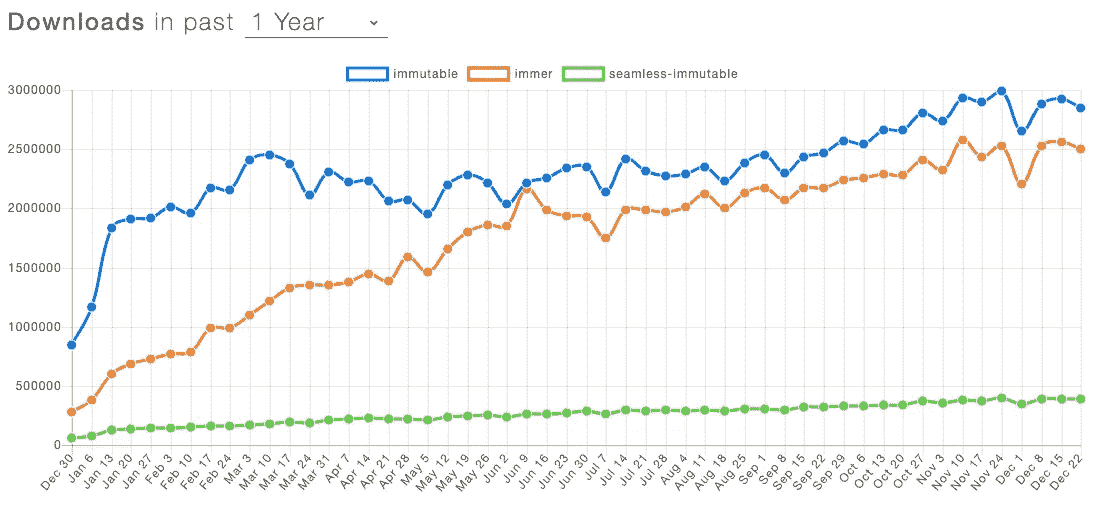 Downloads in past 1 Year
immutable immer seamless-immutable
3000000
2500000
2000000
1500000
1000000
500000
0
Dec 30 Jan 6 Jan 13 Jan 20 Jan 27 Feb 3 Feb 10 Feb 17 Feb 24 Mar 3 Mar 10 Mar 17 Mar 24 Mar 31 Apr 7 Apr 14 Apr 21 Apr 28 May 5 May 12 May 19 May 26 Jun 2 Jun 9 Jun 16 Jun 23 Jun 30 Jul 7 Jul 14 Jul 21 Jul 28 Aug 4 Aug 11 Aug 18 Aug 25 Sep 1 Sep 8 Sep 15 Sep 22 Sep 29 Oct 6 Oct 13 Oct 20 Oct 27 Nov 3 Nov 10 Nov 17 Nov 24 Dec 1 Dec 8 Dec 15 Dec 22